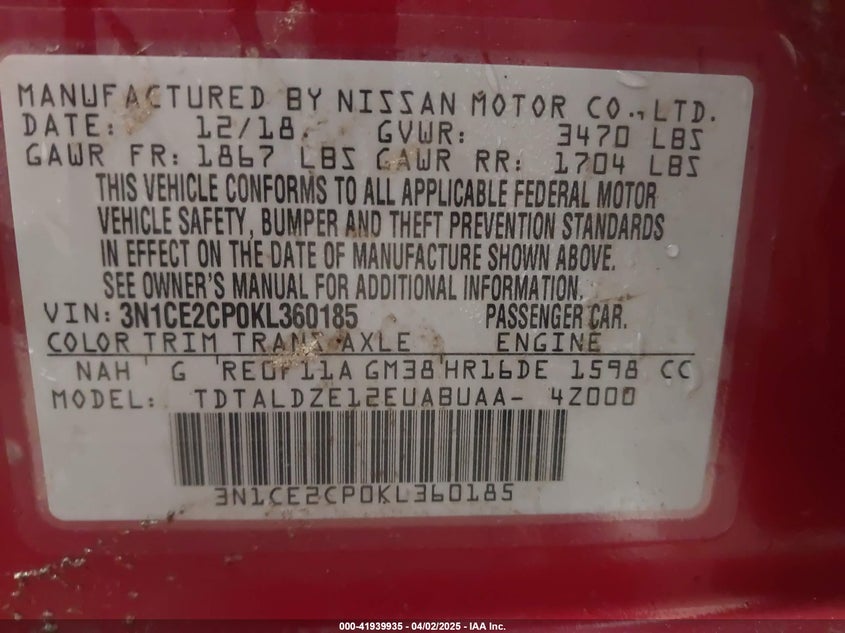 MANUFACTURED BY NISSAN MOTOR CO., LTD.
DATE: 12/18. GVWR: 3470 LBS
GAWR FR: 1867 LBS GAWR RR: 1704 LBS
THIS VEHICLE CONFORMS TO ALL APPLICABLE FEDERAL MOTOR
VEHICLE SAFETY, BUMPER AND THEFT PREVENTION STANDARDS
IN EFFECT ON THE DATE OF MANUFACTURE SHOWN ABOVE.
SEE OWNER'S MANUAL FOR ADDITIONAL INFORMATION.
VIN: 3N1CE2CP0KL360185 PASSENGER CAR.
COLOR TRIM TRANS AXLE ENGINE
NAH G RE0F11A GM38 HR16DE 1598 CC
MODEL: TDTALDZE12EUABUAA- 4Z000
3N1CE2CP0KL360185
000-41939935 - 04/02/2025 - IAA Inc.